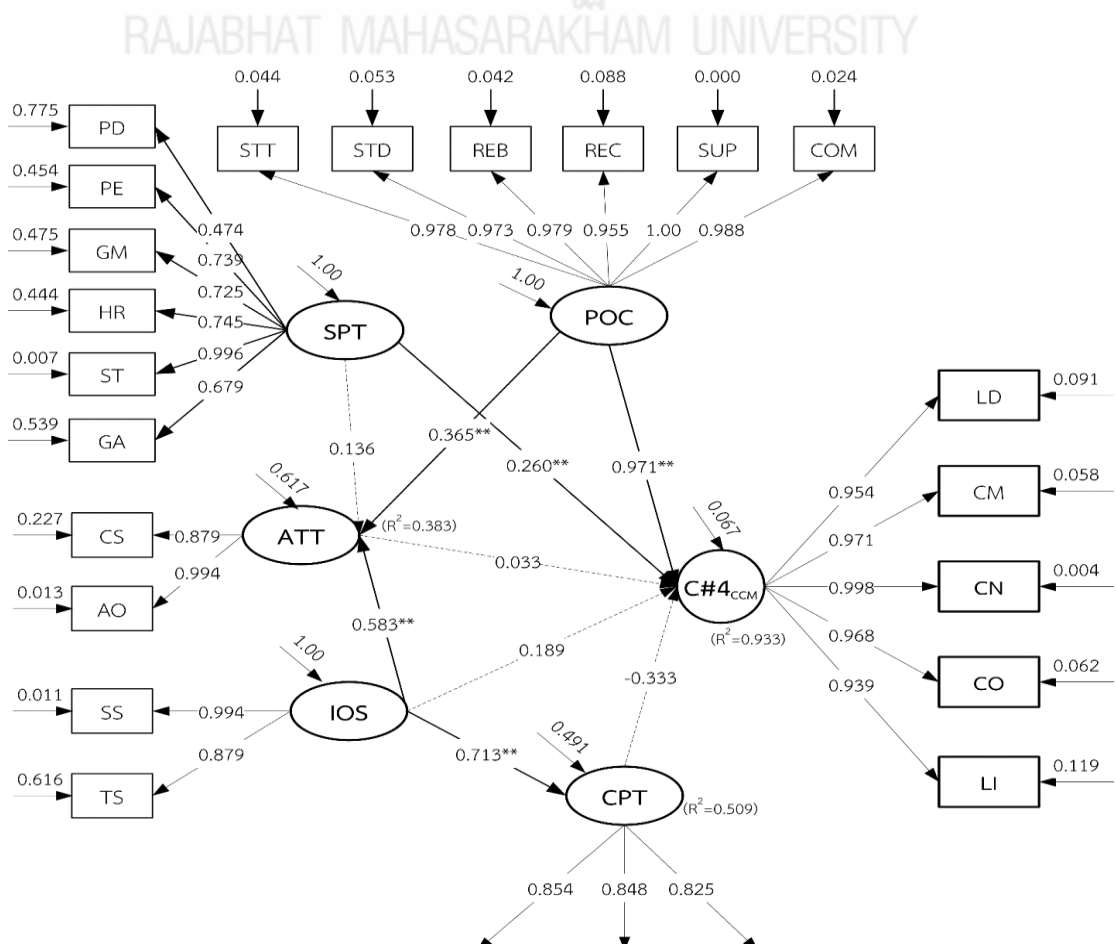 RAJABHAT MAHASARAKHAM UNIVERSITY
0.044 0.053 0.042 0.088 0.000 0.024
STT STD REB REC SUP COM
0.775 PD
0.454 PE
0.475 GM
0.444 HR
0.007 ST
0.539 GA
0.978 0.973 0.979 0.955 1.00 0.988
0.474
0.739
0.725
0.745
0.996
0.679
1.00
SPT
1.00
POC
0.365**
0.136
0.260**
0.971**
0.617
ATT
(R²=0.383)
0.227 CS 0.879
0.013 AO 0.994
0.033
0.583**
0.189
-0.333
0.067
C#4CCM
(R²=0.933)
0.954 LD 0.091
0.971 CM 0.058
0.998 CN 0.004
0.968 CO 0.062
0.939 LI 0.119
1.00
IOS
0.011 SS 0.994
0.616 TS 0.879
0.713**
0.491
CPT
(R²=0.509)
0.854 0.848 0.825